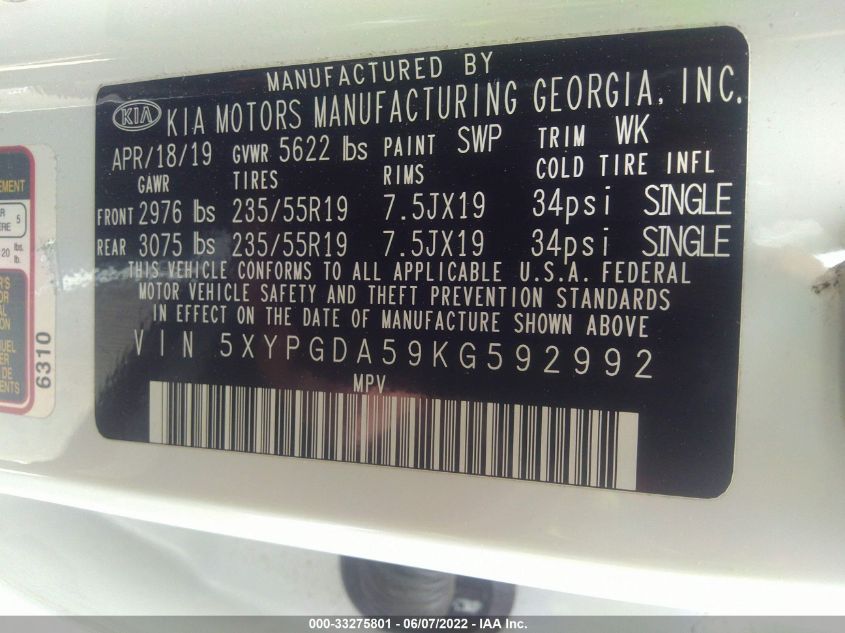 MANUFACTURED BY
KIA KIA MOTORS MANUFACTURING GEORGIA, INC.
APR/18/19 GVWR 5622 lbs PAINT SWP TRIM WK
GAWR TIRES RIMS COLD TIRE INFL
FRONT 2976 lbs 235/55R19 7.5JX19 34psi SINGLE
REAR 3075 lbs 235/55R19 7.5JX19 34psi SINGLE
THIS VEHICLE CONFORMS TO ALL APPLICABLE U.S.A. FEDERAL
MOTOR VEHICLE SAFETY AND THEFT PREVENTION STANDARDS
IN EFFECT ON THE DATE OF MANUFACTURE SHOWN ABOVE
VIN 5XYPGDA59KG592992
MPV
5
20 lbs.
lb.
6310
000-33275801 - 06/07/2022 - IAA Inc.